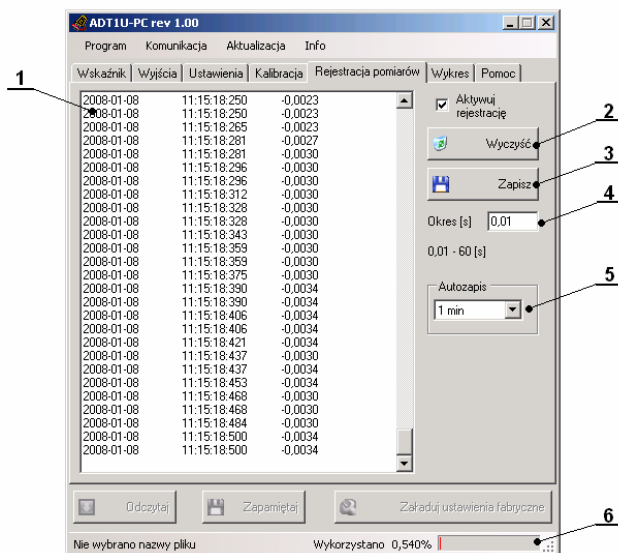 ADT1U-PC rev 1.00
Program Komunikacja Aktualizacja Info
Wskaźnik Wyjścia Ustawienia Kalibracja Rejestracja pomiarów Wykres Pomoc
1
2008-01-08 11:15:18:250 -0,0023
2008-01-08 11:15:18:250 -0,0023
2008-01-08 11:15:18:265 -0,0023
2008-01-08 11:15:18:281 -0,0027
2008-01-08 11:15:18:281 -0,0030
2008-01-08 11:15:18:296 -0,0030
2008-01-08 11:15:18:296 -0,0030
2008-01-08 11:15:18:312 -0,0030
2008-01-08 11:15:18:328 -0,0030
2008-01-08 11:15:18:328 -0,0030
2008-01-08 11:15:18:343 -0,0030
2008-01-08 11:15:18:359 -0,0030
2008-01-08 11:15:18:359 -0,0030
2008-01-08 11:15:18:375 -0,0030
2008-01-08 11:15:18:390 -0,0034
2008-01-08 11:15:18:390 -0,0034
2008-01-08 11:15:18:406 -0,0034
2008-01-08 11:15:18:406 -0,0034
2008-01-08 11:15:18:421 -0,0034
2008-01-08 11:15:18:437 -0,0030
2008-01-08 11:15:18:437 -0,0034
2008-01-08 11:15:18:453 -0,0034
2008-01-08 11:15:18:468 -0,0030
2008-01-08 11:15:18:468 -0,0030
2008-01-08 11:15:18:484 -0,0030
2008-01-08 11:15:18:500 -0,0034
2008-01-08 11:15:18:500 -0,0034
Aktywuj
rejestrację
Wyczyść
2
Zapisz
3
Okres [s] 0,01
4
0,01 - 60 [s]
Autozapis
1 min
5
Odczytaj Zapamiętaj Załaduj ustawienia fabryczne
Nie wybrano nazwy pliku Wykorzystano 0,540%
6